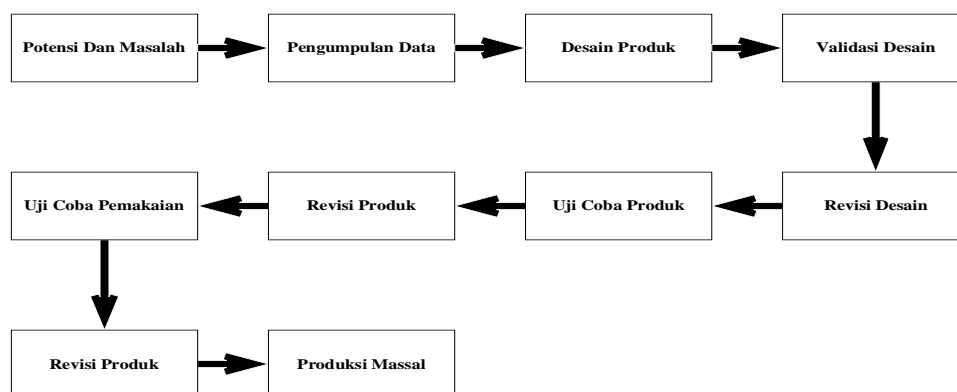 Potensi Dan Masalah
Pengumpulan Data
Desain Produk
Validasi Desain
Revisi Desain
Uji Coba Produk
Revisi Produk
Uji Coba Pemakaian
Revisi Produk
Produksi Massal